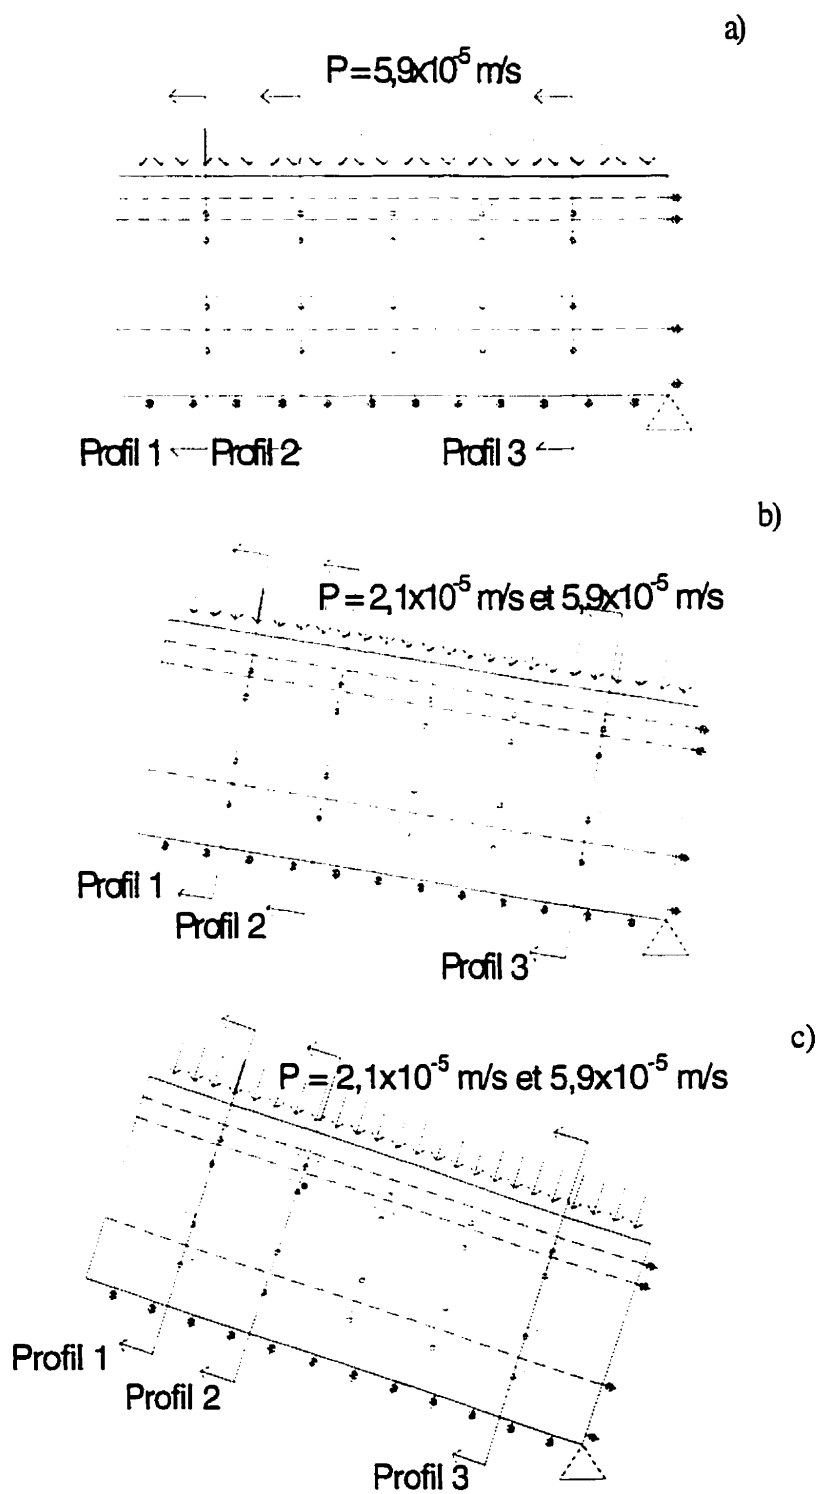 a)
P = 5,9x10⁻⁵ m/s
Profil 1 Profil 2 Profil 3
b)
P = 2,1x10⁻⁵ m/s et 5,9x10⁻⁵ m/s
Profil 1
Profil 2
Profil 3
c)
P = 2,1x10⁻⁵ m/s et 5,9x10⁻⁵ m/s
Profil 1
Profil 2
Profil 3